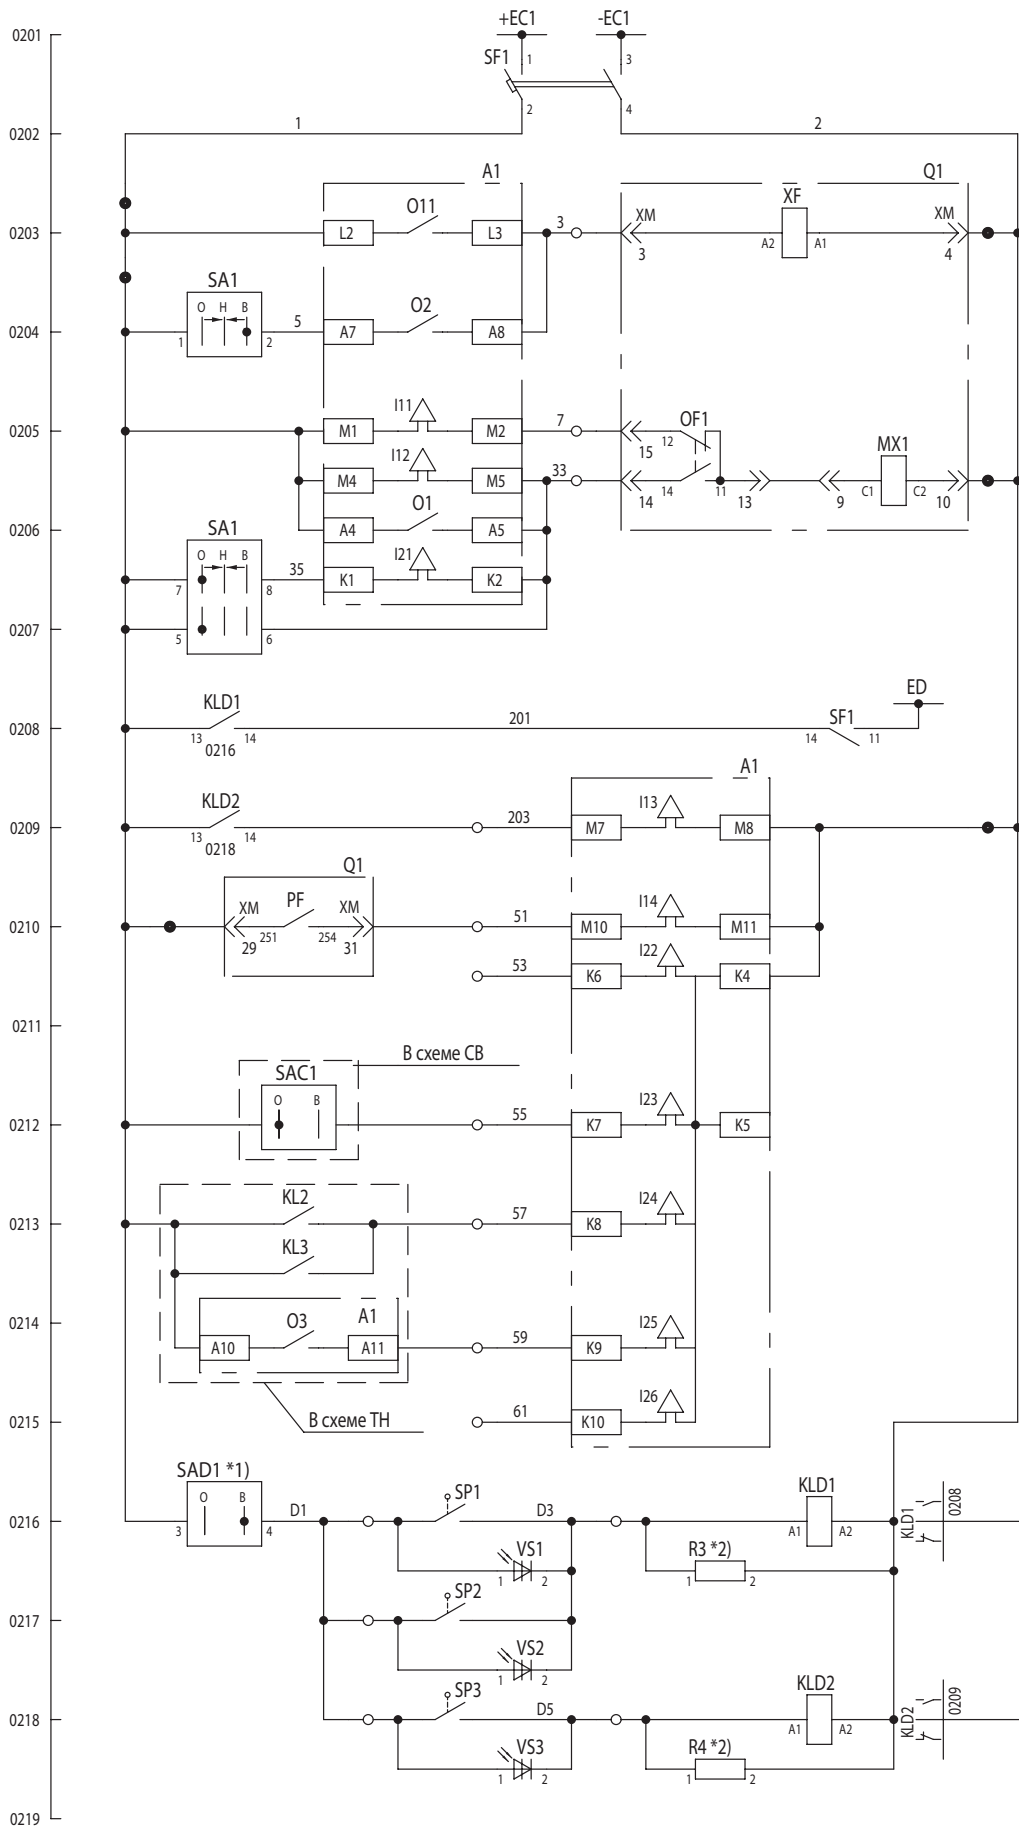 +EC1 -EC1
0201
SF1 1 3
2 4
0202 1 2
A1 Q1
O11 XF
0203 L2 L3 3 XM 3 A2 A1 XM 4
SA1
O H B
O2
0204 1 2 5 A7 A8
I11 OF1
0205 M1 M2 7 15 12
I12 MX1
M4 M5 33 14 14 11 13 9 C1 C2 10
O1
0206 A4 A5
SA1
O H B
I21
7 8 35 K1 K2
0207 5 6
KLD1 ED
0208 13 14 201 SF1 14 11
0216
A1
KLD2 I13
0209 13 14 203 M7 M8
0218
Q1
XM PF XM I14
0210 29 251 254 31 51 M10 M11
I22
53 K6 K4
0211
В схеме СВ
SAC1
O B
I23
0212 55 K7 K5
KL2 I24
0213 57 K8
KL3
0214 A1
O3 I25
A10 A11 59 K9
I26
0215 В схеме ТН 61 K10
SAD1 *1)
O B
SP1 KLD1
0216 3 4 D1 D3 A1 A2 KLD1 0208
VS1 R3 *2)
1 2 1 2
SP2
0217
VS2
1 2
SP3 KLD2
0218 D5 A1 A2 KLD2 0209
VS3 R4 *2)
1 2 1 2
0219